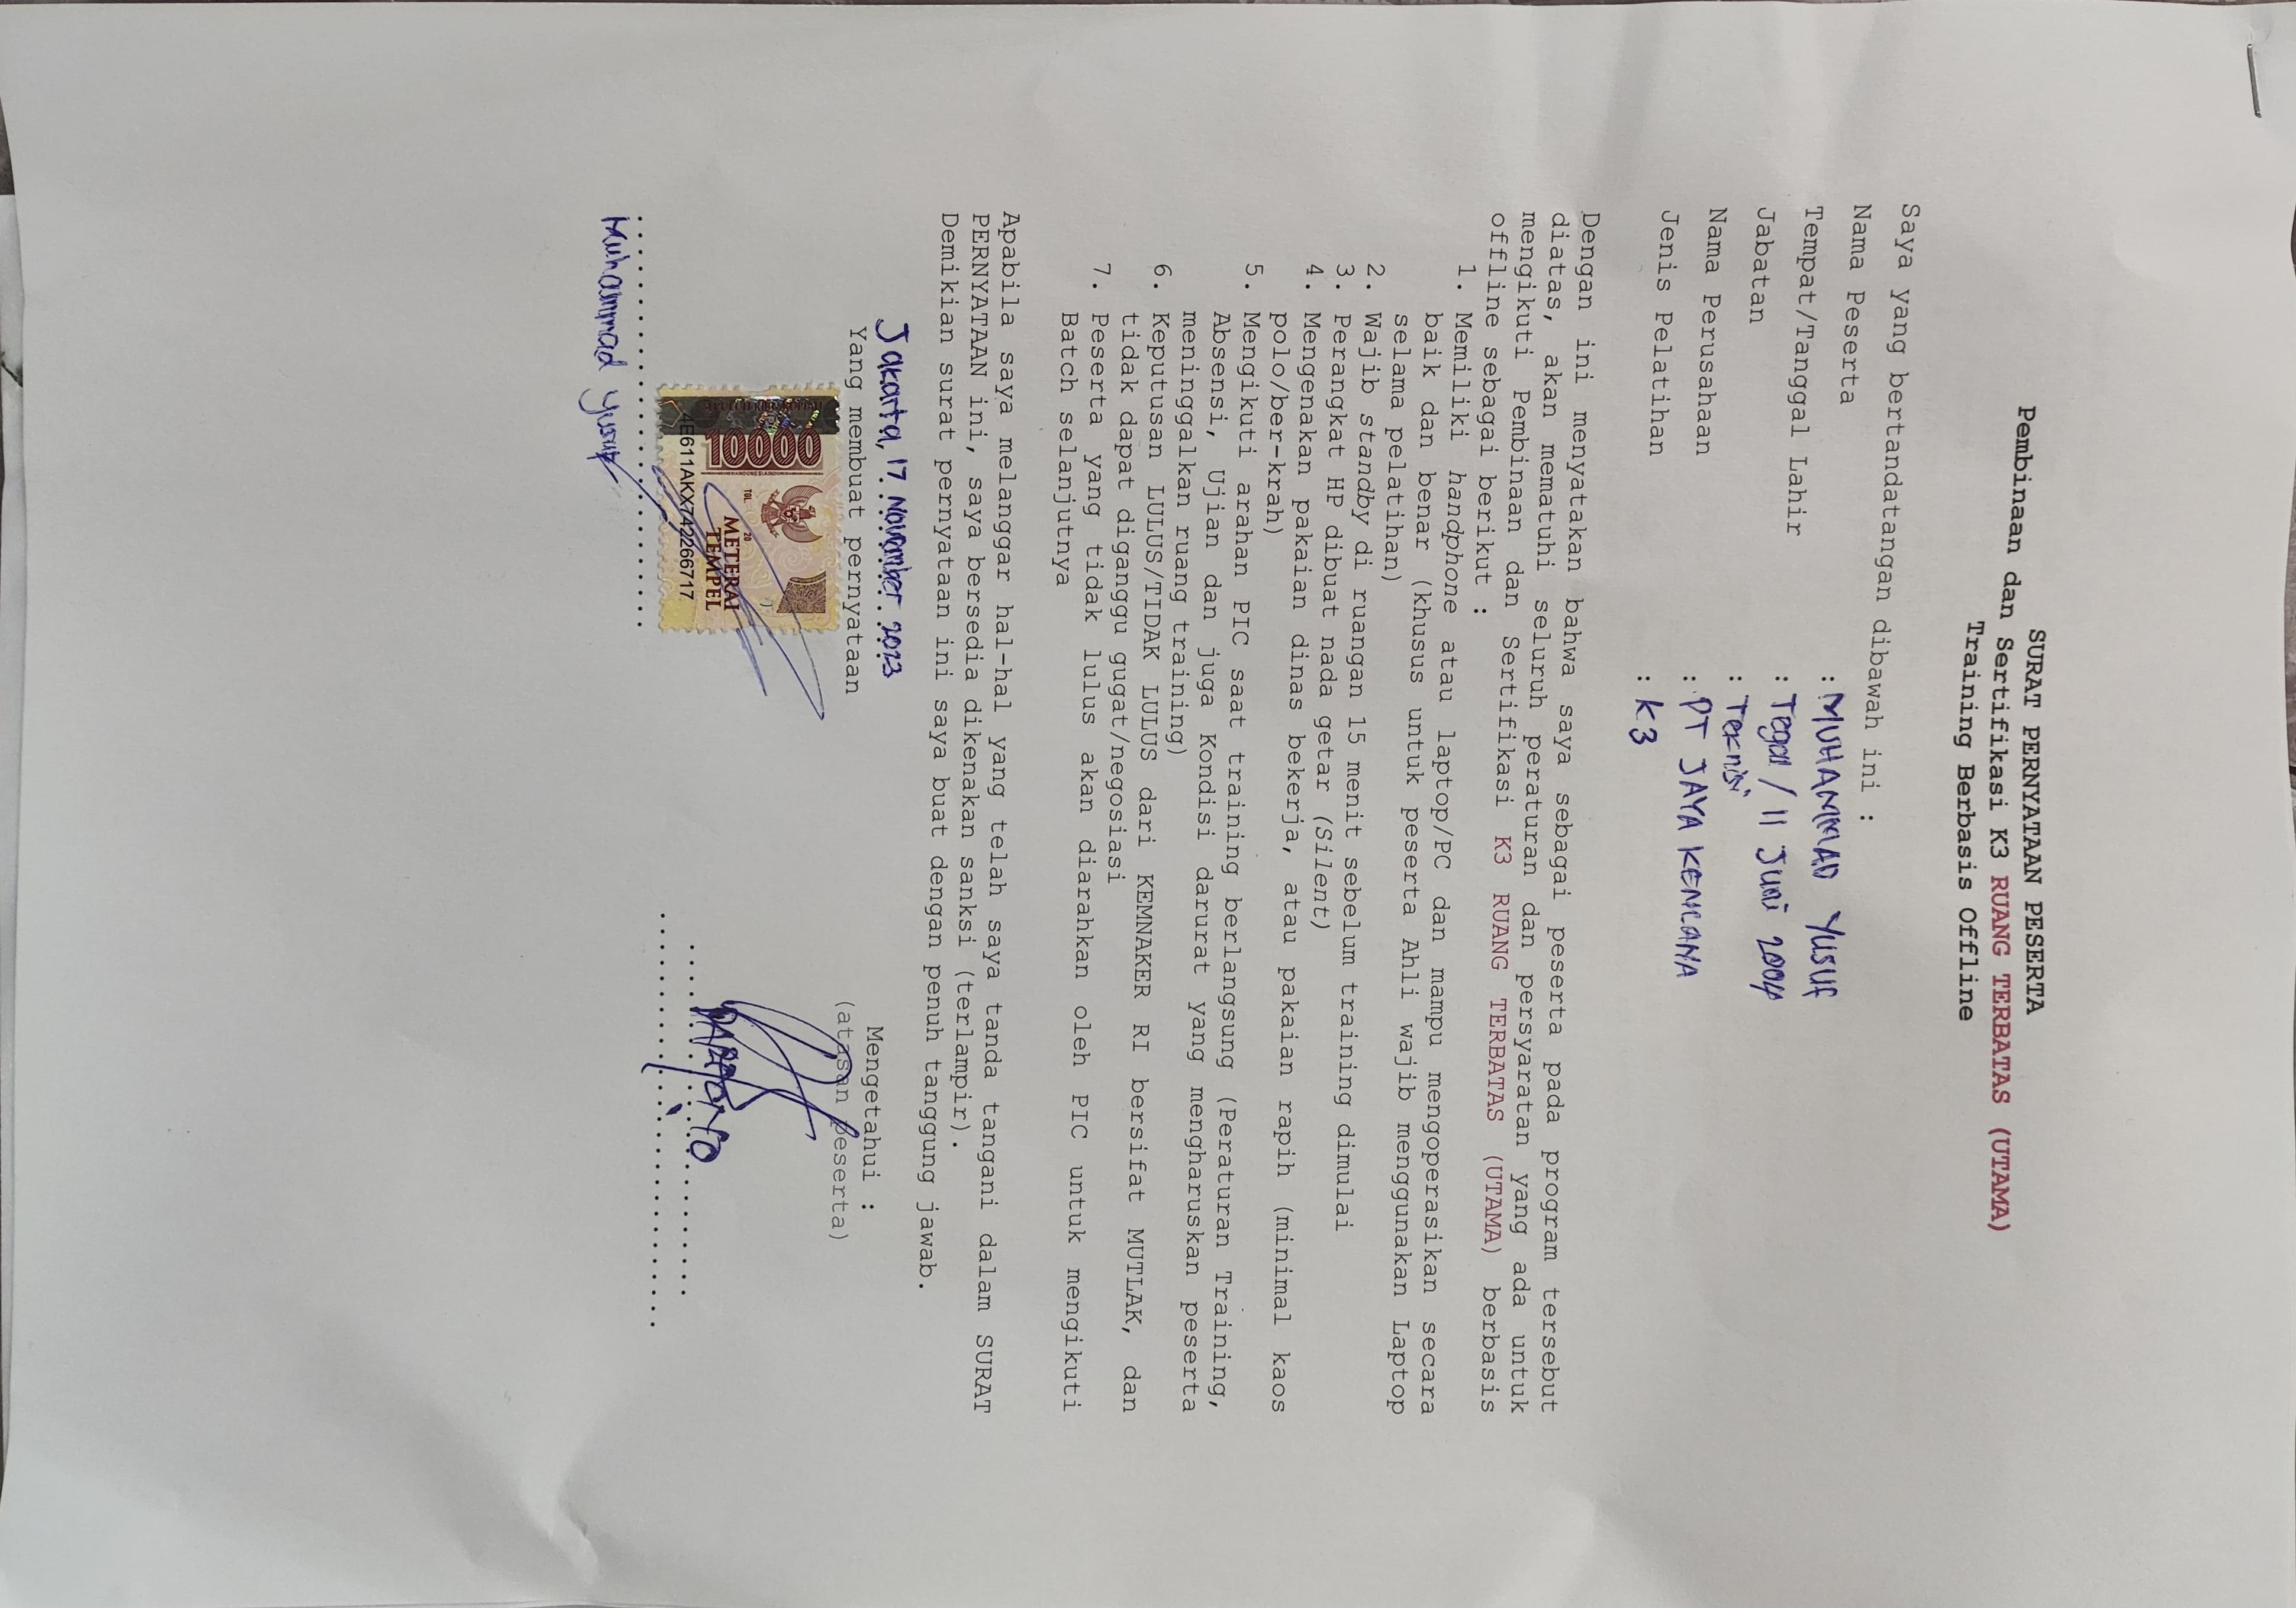 SURAT PERNYATAAN PESERTA
Pembinaan dan Sertifikasi K3 RUANG TERBATAS (UTAMA)
Training Berbasis Offline
Saya yang bertandatangan dibawah ini :
Nama Peserta : MUHAMMAD YUSUF
Tempat/Tanggal Lahir : Tegal / 11 Juni 2004
Jabatan : Teknisi
Nama Perusahaan : PT JAYA KENCANA
Jenis Pelatihan : K3
Dengan ini menyatakan bahwa saya sebagai peserta pada program tersebut
diatas, akan mematuhi seluruh peraturan dan persyaratan yang ada untuk
mengikuti Pembinaan dan Sertifikasi K3 RUANG TERBATAS (UTAMA) berbasis
offline sebagai berikut :
1. Memiliki handphone atau laptop/PC dan mampu mengoperasikan secara
baik dan benar (khusus untuk peserta Ahli wajib menggunakan Laptop
selama pelatihan)
2. Wajib standby di ruangan 15 menit sebelum training dimulai
3. Perangkat HP dibuat nada getar (Silent)
4. Mengenakan pakaian dinas bekerja, atau pakaian rapih (minimal kaos
polo/ber-krah)
5. Mengikuti arahan PIC saat training berlangsung (Peraturan Training,
Absensi, Ujian dan juga Kondisi darurat yang mengharuskan peserta
meninggalkan ruang training)
6. Keputusan LULUS/TIDAK LULUS dari KEMNAKER RI bersifat MUTLAK, dan
tidak dapat diganggu gugat/negosiasi
7. Peserta yang tidak lulus akan diarahkan oleh PIC untuk mengikuti
Batch selanjutnya
Apabila saya melanggar hal-hal yang telah saya tanda tangani dalam SURAT
PERNYATAAN ini, saya bersedia dikenakan sanksi (terlampir).
Demikian surat pernyataan ini saya buat dengan penuh tanggung jawab.
Jakarta, 17 November 2023
Yang membuat pernyataan
Mengetahui :
(atasan peserta)
10000
TGL. 20
METERAI
TEMPEL
4E611AKX742266717
Muhammad Yusuf